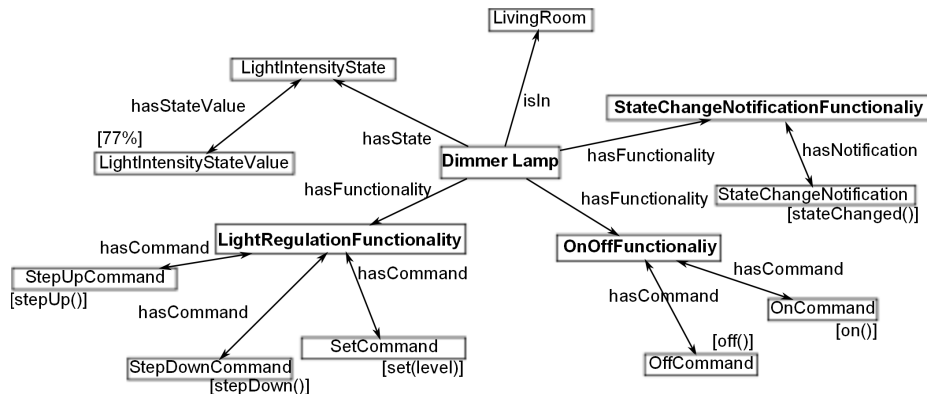 LivingRoom
LightIntensityState
isIn
hasStateValue
StateChangeNotificationFunctionaliy
[77%]
hasState
LightIntensityStateValue
Dimmer Lamp
hasFunctionality
hasNotification
hasFunctionality
hasFunctionality
StateChangeNotification
[stateChanged()]
LightRegulationFunctionality
OnOffFunctionaliy
hasCommand
StepUpCommand
[stepUp()]
hasCommand
hasCommand
hasCommand
hasCommand
OnCommand
[on()]
SetCommand
[set(level)]
[off()]
OffCommand
StepDownCommand
[stepDown()]